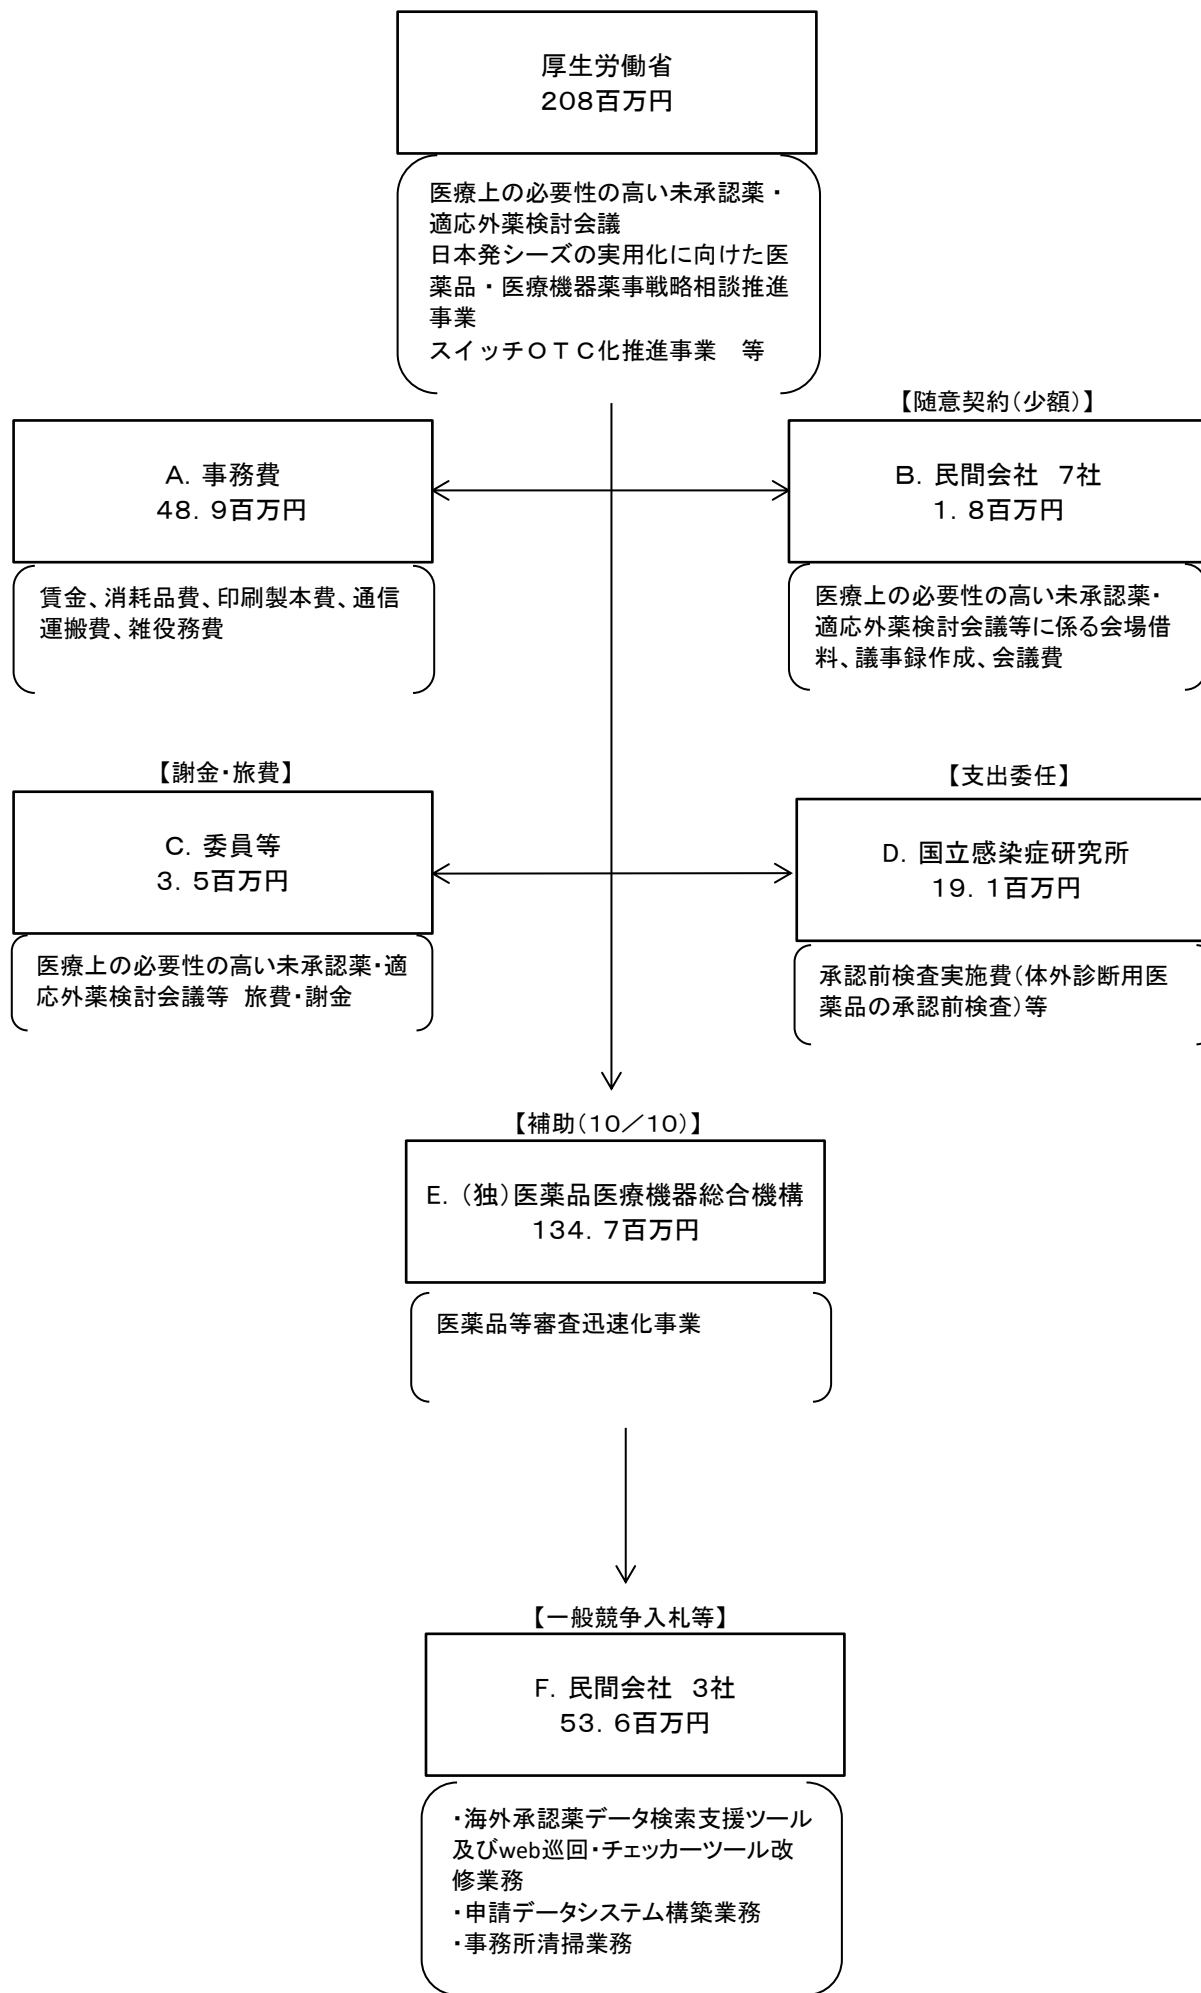 厚生労働省
208百万円
医療上の必要性の高い未承認薬・
適応外薬検討会議
日本発シーズの実用化に向けた医
薬品・医療機器薬事戦略相談推進
事業
スイッチＯＴＣ化推進事業　等
A. 事務費
48. 9百万円
賃金、消耗品費、印刷製本費、通信
運搬費、雑役務費
【随意契約(少額)】
B. 民間会社　7社
1. 8百万円
医療上の必要性の高い未承認薬・
適応外薬検討会議等に係る会場借
料、議事録作成、会議費
【謝金・旅費】
C. 委員等
3. 5百万円
医療上の必要性の高い未承認薬・適
応外薬検討会議等　旅費・謝金
【支出委任】
D. 国立感染症研究所
19. 1百万円
承認前検査実施費(体外診断用医
薬品の承認前検査)等
【補助(10／10)】
E. (独)医薬品医療機器総合機構
134. 7百万円
医薬品等審査迅速化事業
【一般競争入札等】
F. 民間会社　3社
53. 6百万円
・海外承認薬データ検索支援ツール
及びweb巡回・チェッカーツール改
修業務
・申請データシステム構築業務
・事務所清掃業務